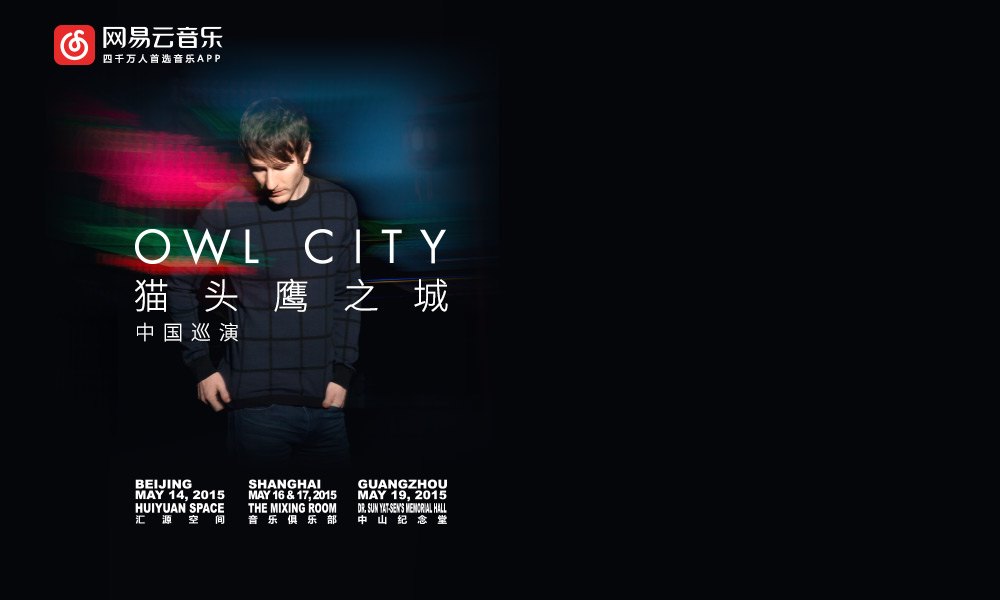 网易云音乐
四千万人首选音乐APP
OWL CITY
猫头鹰之城
中国巡演
BEIJING
MAY 14, 2015
HUIYUAN SPACE
汇源空间
SHANGHAI
MAY 16 & 17, 2015
THE MIXING ROOM
音乐俱乐部
GUANGZHOU
MAY 19, 2015
DR. SUN YAT-SEN'S MEMORIAL HALL
中山纪念堂